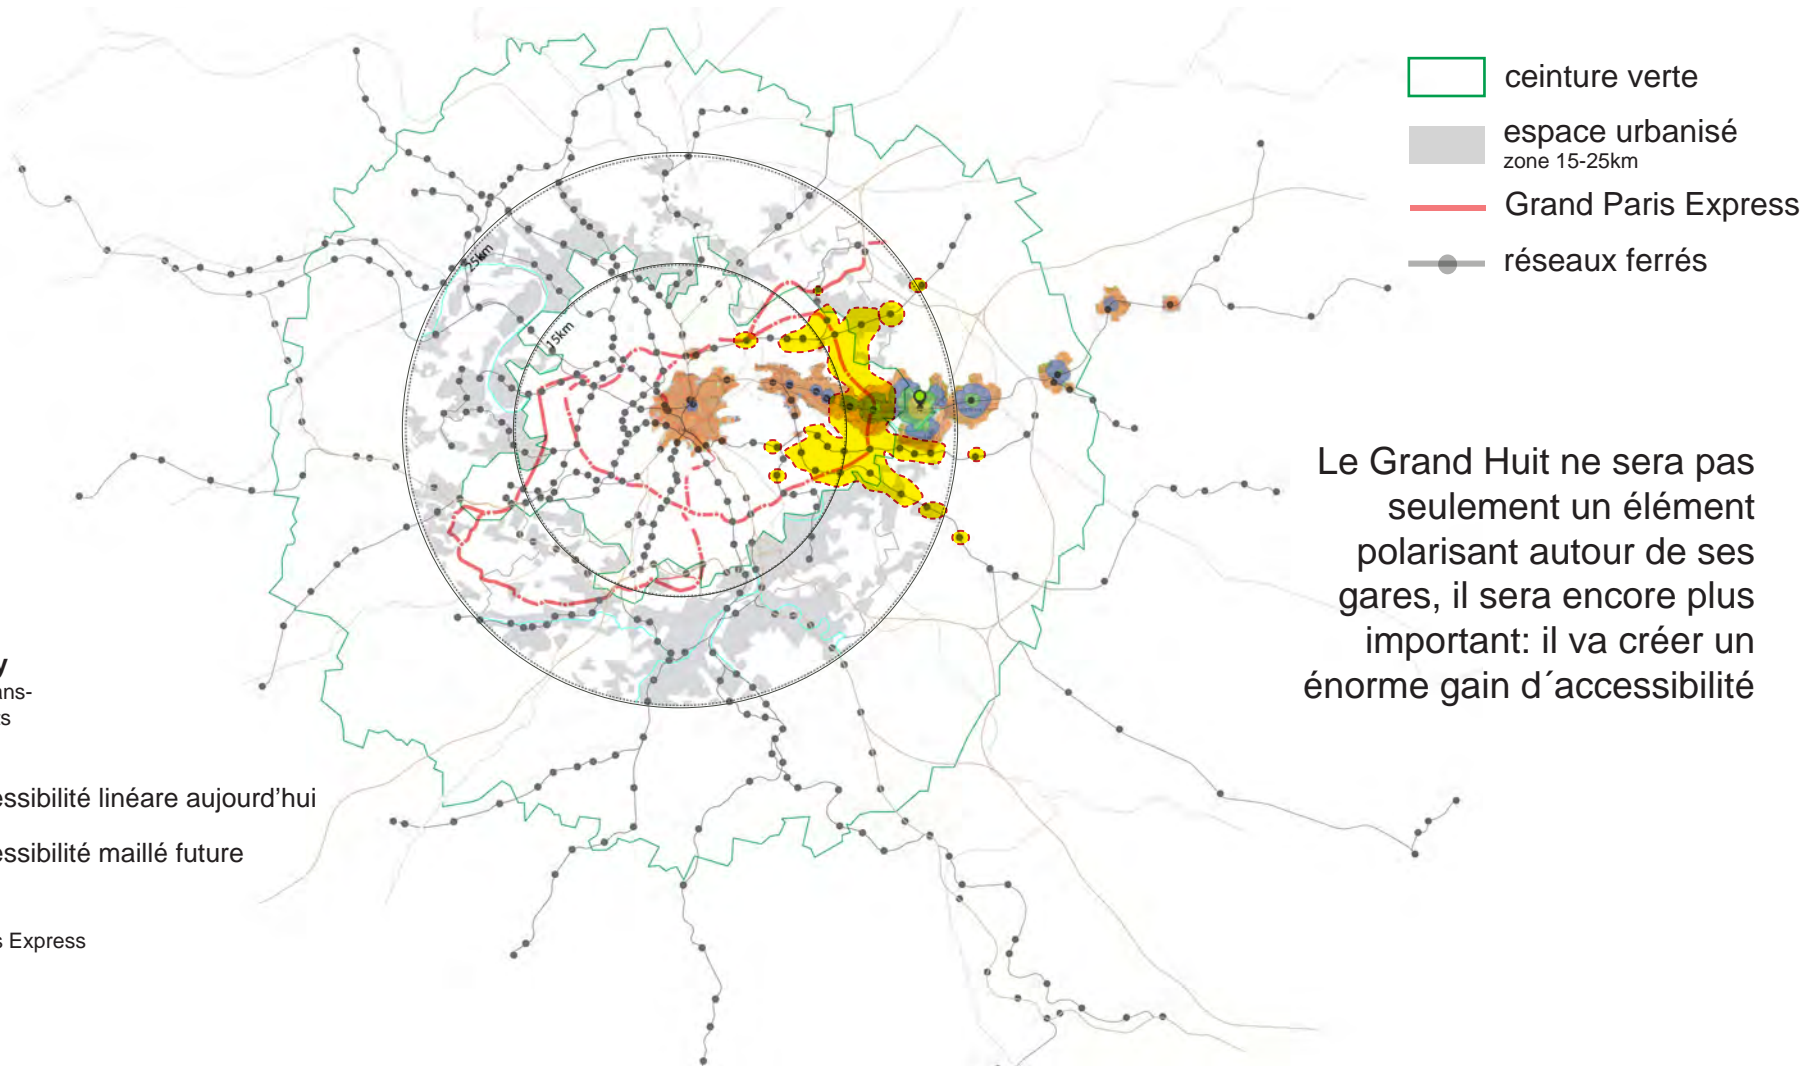 ceinture verte
espace urbanisé
zone 15-25km
Grand Paris Express
réseaux ferrés
25km
15km
Le Grand Huit ne sera pas
seulement un élément
polarisant autour de ses
gares, il sera encore plus
important: il va créer un
énorme gain d´accessibilité
y
ans-
ts
essibilité linéare aujourd'hui
essibilité maillé future
s Express